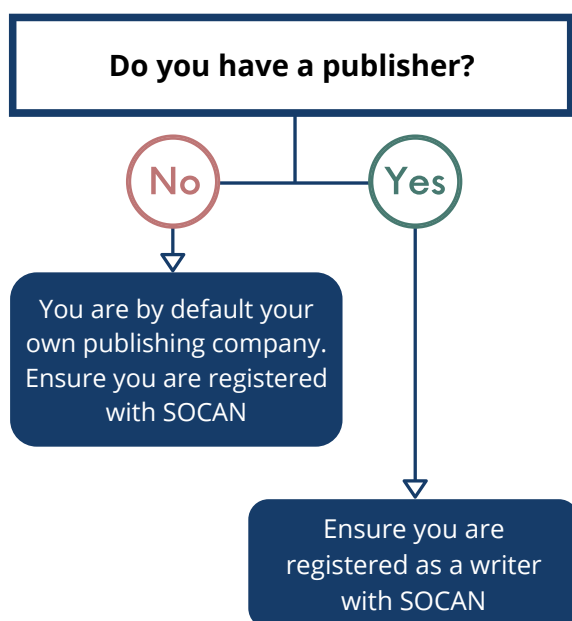 Do you have a publisher?
No
Yes
You are by default your
own publishing company.
Ensure you are registered
with SOCAN
Ensure you are
registered as a writer
with SOCAN